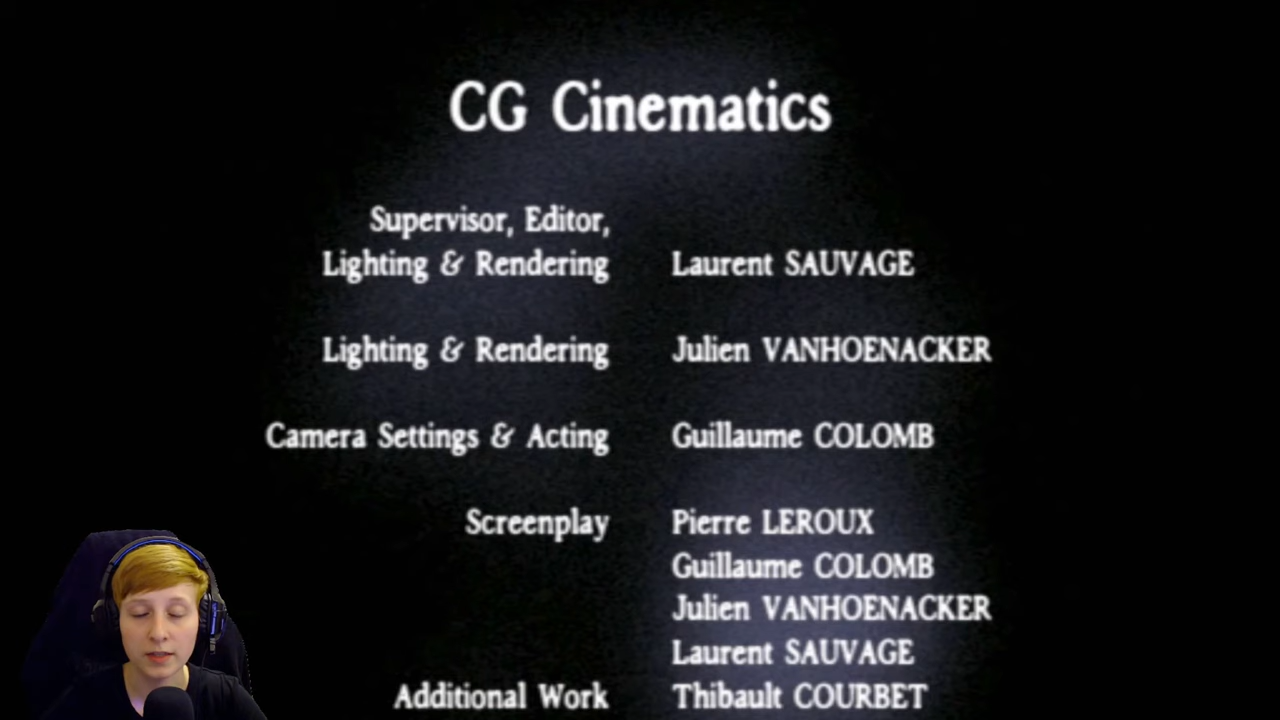 CG Cinematics
Supervisor, Editor,
Lighting & Rendering Laurent SAUVAGE
Lighting & Rendering Julien VANHOENACKER
Camera Settings & Acting Guillaume COLOMB
Screenplay Pierre LEROUX
Guillaume COLOMB
Julien VANHOENACKER
Laurent SAUVAGE
Additional Work Thibault COURBET